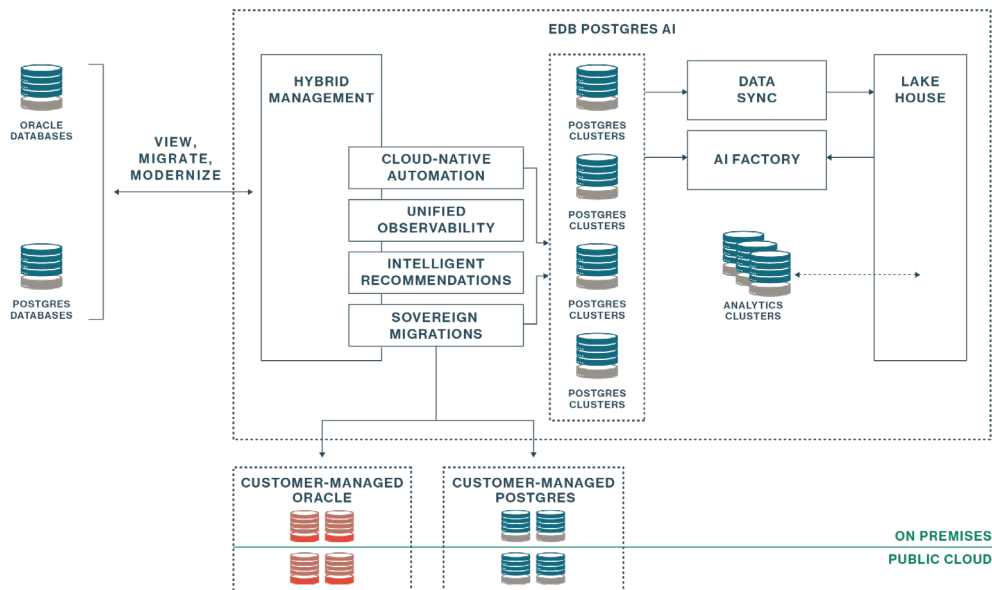 EDB POSTGRES AI
ORACLE
DATABASES
POSTGRES
DATABASES
VIEW,
MIGRATE,
MODERNIZE
HYBRID
MANAGEMENT
CLOUD-NATIVE
AUTOMATION
UNIFIED
OBSERVABILITY
INTELLIGENT
RECOMMENDATIONS
SOVEREIGN
MIGRATIONS
POSTGRES
CLUSTERS
POSTGRES
CLUSTERS
POSTGRES
CLUSTERS
POSTGRES
CLUSTERS
DATA
SYNC
AI FACTORY
ANALYTICS
CLUSTERS
LAKE
HOUSE
CUSTOMER-MANAGED
ORACLE
CUSTOMER-MANAGED
POSTGRES
ON PREMISES
PUBLIC CLOUD